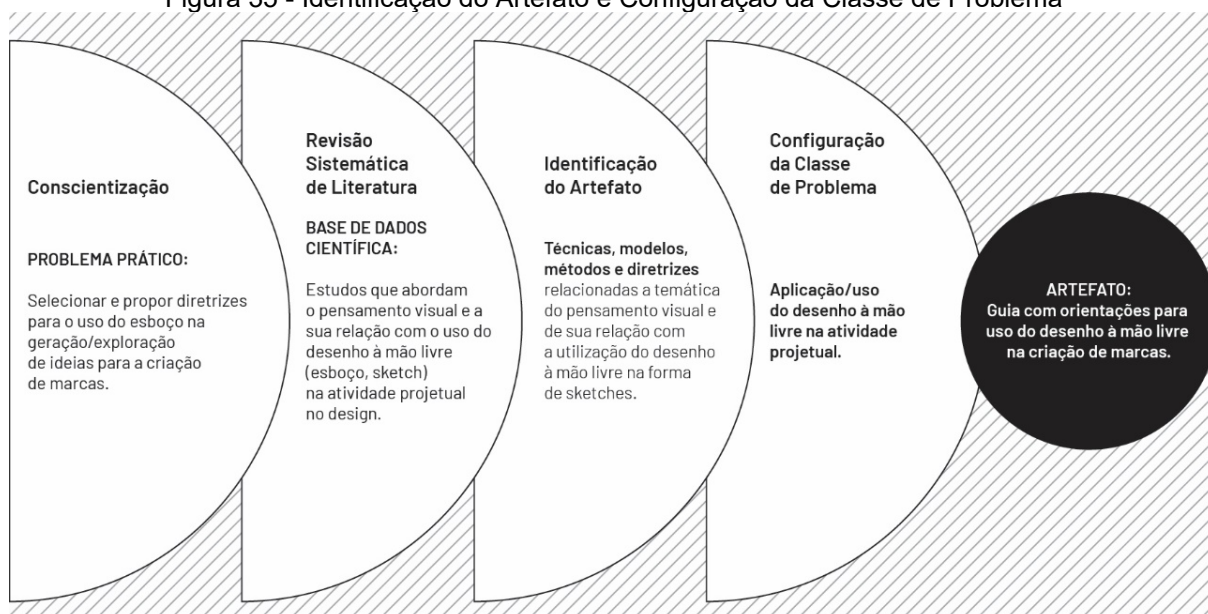 Figura 35 - Identificação do Artefato e Configuração da Classe de Problema
Conscientização
PROBLEMA PRÁTICO:
Selecionar e propor diretrizes
para o uso do esboço na
geração/exploração
de ideias para a criação
de marcas.
Revisão
Sistemática
de Literatura
BASE DE DADOS
CIENTÍFICA:
Estudos que abordam
o pensamento visual e a
sua relação com o uso do
desenho à mão livre
(esboço, sketch)
na atividade projetual
no design.
Identificação
do Artefato
Técnicas, modelos,
métodos e diretrizes
relacionadas a temática
do pensamento visual e
de sua relação com
a utilização do desenho
à mão livre na forma
de sketches.
Configuração
da Classe
de Problema
Aplicação/uso
do desenho à mão
livre na atividade
projetual.
ARTEFATO:
Guia com orientações para
uso do desenho à mão livre
na criação de marcas.